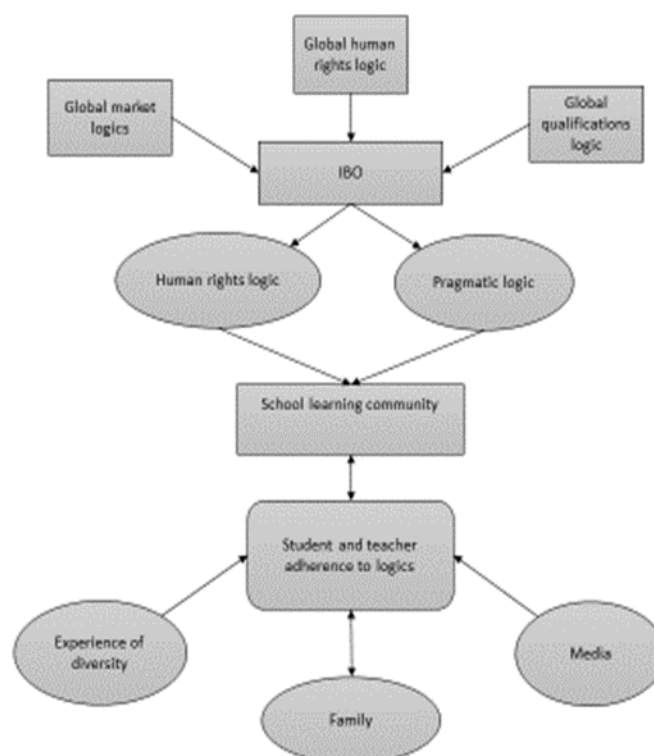 Global human
rights logic
Global market
logics
Global
qualifications
logic
IBO
Human rights logic
Pragmatic logic
School learning community
Student and teacher
adherence to logics
Experience of
diversity
Media
Family